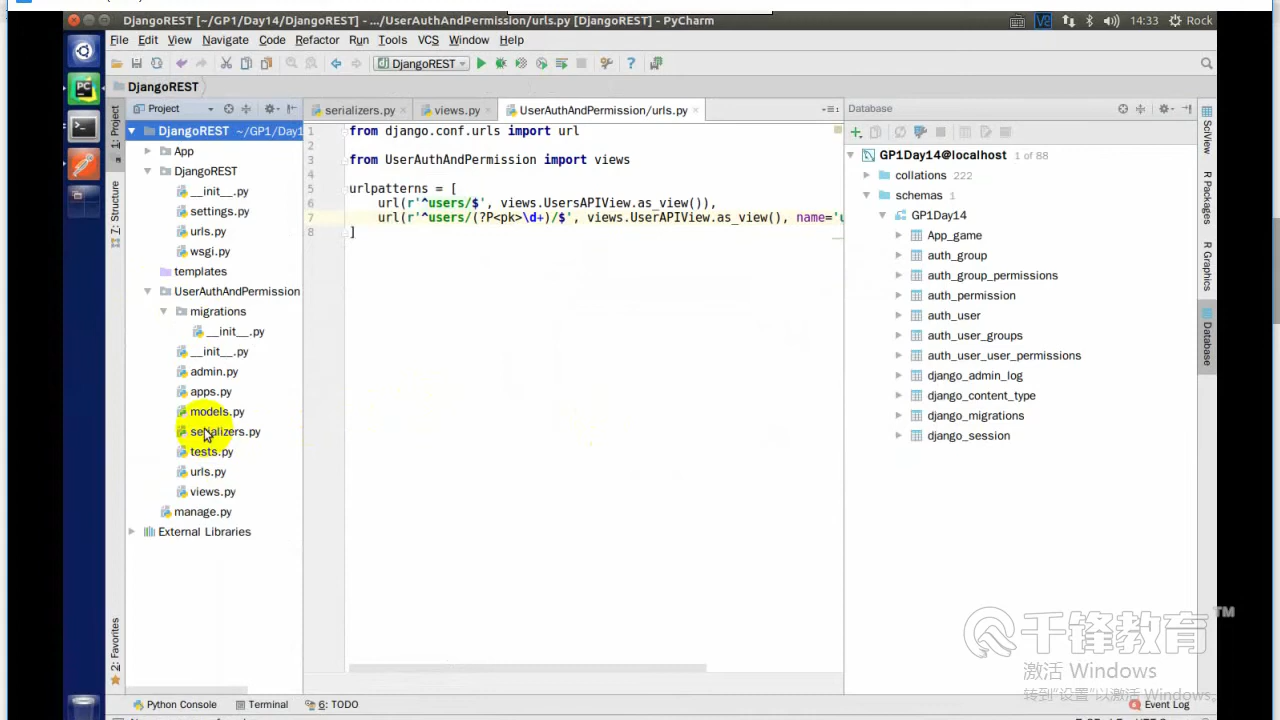 DjangoREST [~/GP1/Day14/DjangoREST] - .../UserAuthAndPermission/urls.py [DjangoREST] - PyCharm
14:33 Rock
File Edit View Navigate Code Refactor Run Tools VCS Window Help
DjangoREST
DjangoREST
Project
serializers.py
views.py
UserAuthAndPermission/urls.py
Database
1: Project
7: Structure
2: Favorites
DjangoREST ~/GP1/Day1
App
DjangoREST
__init__.py
settings.py
urls.py
wsgi.py
templates
UserAuthAndPermission
migrations
__init__.py
__init__.py
admin.py
apps.py
models.py
serializers.py
tests.py
urls.py
views.py
manage.py
External Libraries
1 from django.conf.urls import url
2
3 from UserAuthAndPermission import views
4
5 urlpatterns = [
6 url(r'^users/$', views.UsersAPIView.as_view()),
7 url(r'^users/(?P<pk>\d+)/$', views.UserAPIView.as_view(), name='u
8 ]
GP1Day14@localhost 1 of 88
collations 222
schemas 1
GP1Day14
App_game
auth_group
auth_group_permissions
auth_permission
auth_user
auth_user_groups
auth_user_user_permissions
django_admin_log
django_content_type
django_migrations
django_session
SciView
R Packages
R Graphics
Database
千锋教育 TM
激活 Windows
转到“设置”以激活 Windows。
Python Console
Terminal
6: TODO
Event Log